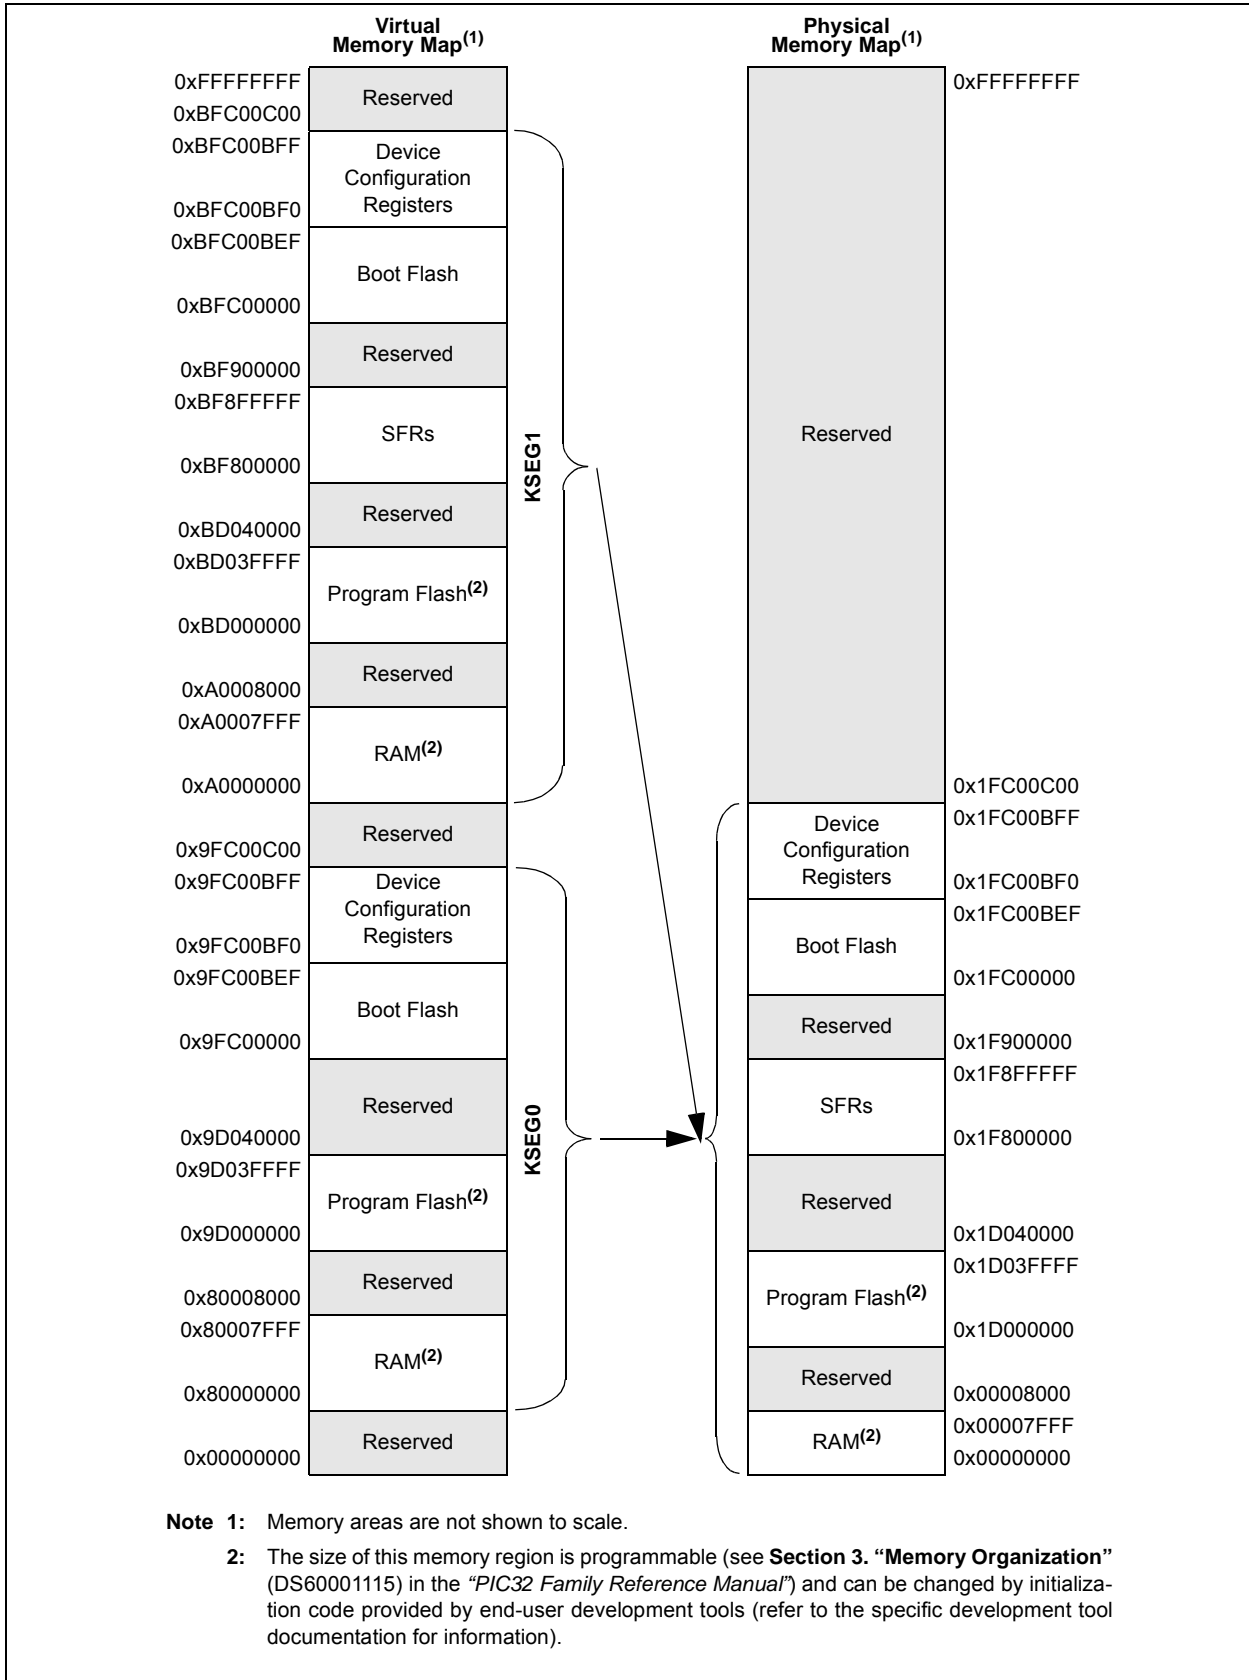 Virtual
Memory Map(1)
0xFFFFFFFF
Reserved
0xBFC00C00
0xBFC00BFF
Device
Configuration
Registers
0xBFC00BF0
0xBFC00BEF
Boot Flash
0xBFC00000
Reserved
0xBF900000
0xBF8FFFFF
SFRs
0xBF800000
Reserved
0xBD040000
0xBD03FFFF
Program Flash(2)
0xBD000000
Reserved
0xA0008000
0xA0007FFF
RAM(2)
0xA0000000
Reserved
0x9FC00C00
0x9FC00BFF
Device
Configuration
Registers
0x9FC00BF0
0x9FC00BEF
Boot Flash
0x9FC00000
Reserved
0x9D040000
0x9D03FFFF
Program Flash(2)
0x9D000000
Reserved
0x80008000
0x80007FFF
RAM(2)
0x80000000
Reserved
0x00000000
KSEG1
KSEG0
Physical
Memory Map(1)
0xFFFFFFFF
Reserved
0x1FC00C00
0x1FC00BFF
Device
Configuration
Registers
0x1FC00BF0
0x1FC00BEF
Boot Flash
0x1FC00000
Reserved
0x1F900000
0x1F8FFFFF
SFRs
0x1F800000
Reserved
0x1D040000
0x1D03FFFF
Program Flash(2)
0x1D000000
Reserved
0x00008000
0x00007FFF
RAM(2)
0x00000000
Note 1: Memory areas are not shown to scale.
2: The size of this memory region is programmable (see Section 3. “Memory Organization”
(DS60001115) in the “PIC32 Family Reference Manual”) and can be changed by initializa-
tion code provided by end-user development tools (refer to the specific development tool
documentation for information).